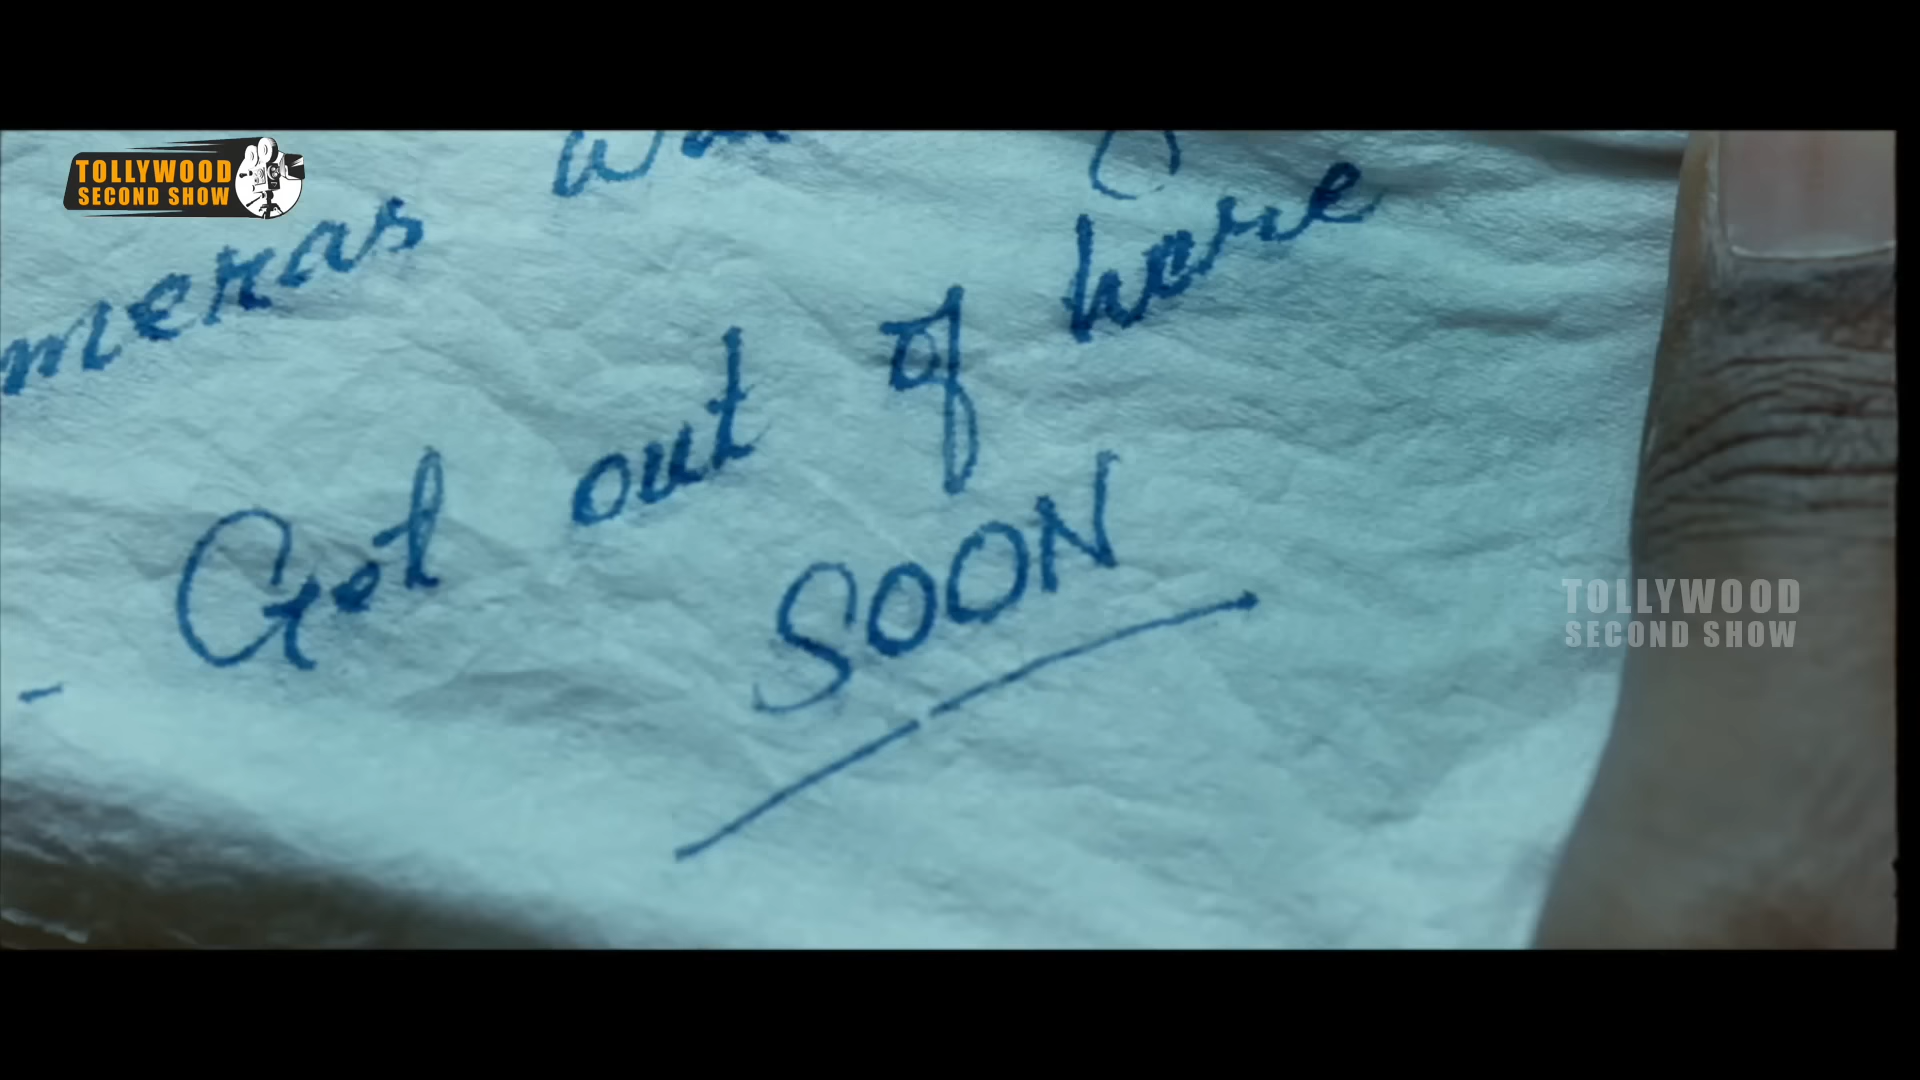 TOLLYWOOD
SECOND SHOW
meras
Get out of here
SOON
TOLLYWOOD
SECOND SHOW